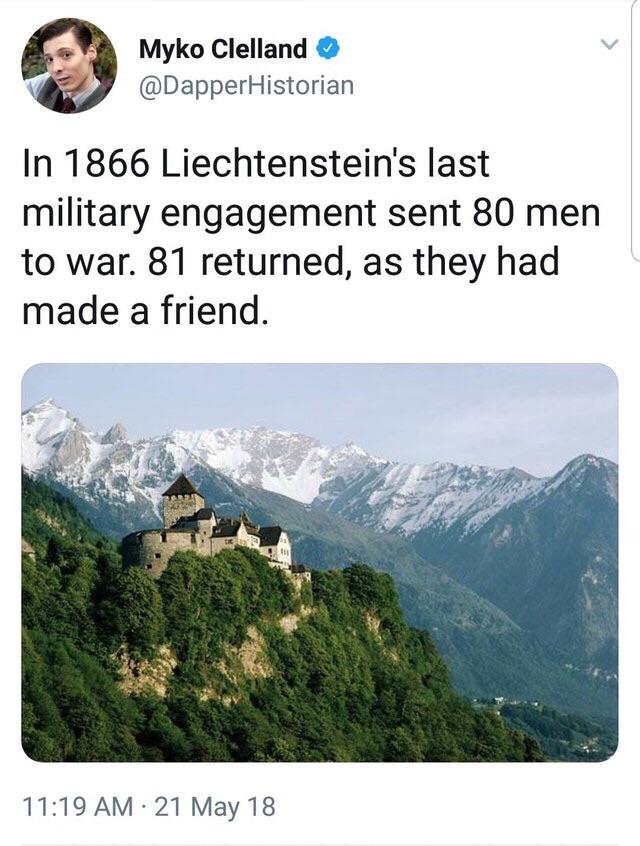 Myko Clelland
@DapperHistorian
In 1866 Liechtenstein's last
military engagement sent 80 men
to war. 81 returned, as they had
made a friend.
11:19 AM · 21 May 18